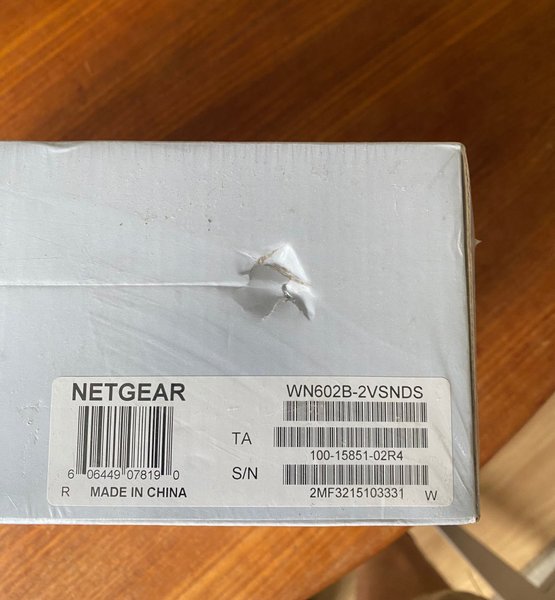 NETGEAR
WN602B-2VSNDS
TA
100-15851-02R4
6 06449 07819 0
S/N
R MADE IN CHINA
2MF3215103331 W